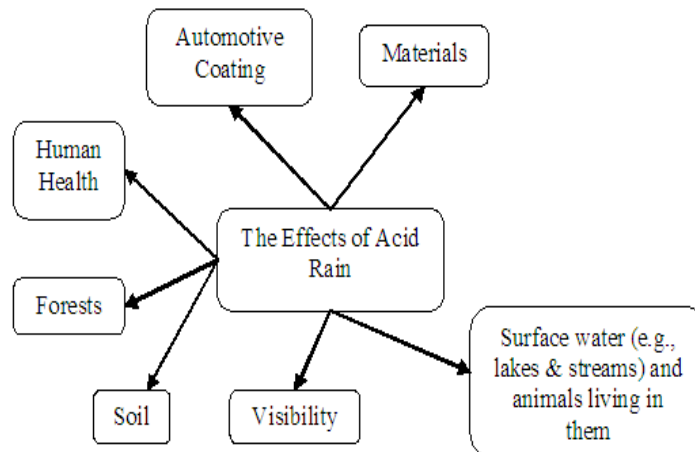 Automotive
Coating
Materials
Human
Health
The Effects of Acid
Rain
Forests
Surface water (e.g.,
lakes & streams) and
animals living in
them
Soil
Visibility